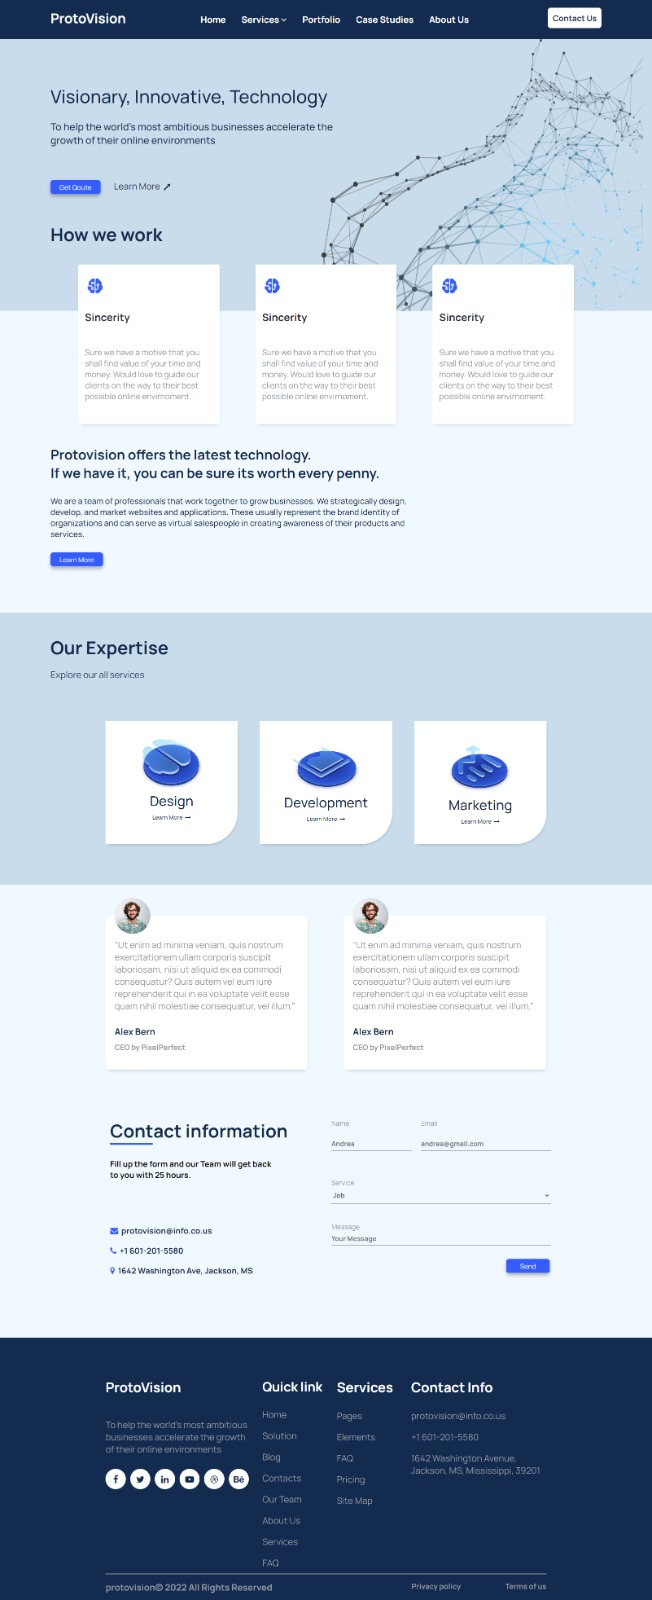 ProtoVision
Home Services Portfolio Case Studies About Us
Contact Us
Visionary, Innovative, Technology
To help the world's most ambitious businesses accelerate the
growth of their online environments
Get Qoute Learn More
How we work
Sincerity
Sure we have a motive that you
shall find value of your time and
money. Would love to guide our
clients on the way to their best
possible online envirnoment.
Sincerity
Sure we have a motive that you
shall find value of your time and
money. Would love to guide our
clients on the way to their best
possible online envirnoment.
Sincerity
Sure we have a motive that you
shall find value of your time and
money. Would love to guide our
clients on the way to their best
possible online envirnoment.
Protovision offers the latest technology.
If we have it, you can be sure its worth every penny.
We are a team of professionals that work together to grow businesses. We strategically design,
develop, and market websites and applications. These usually represent the brand identity of
organizations and can serve as virtual salespeople in creating awareness of their products and
services.
Learn More
Our Expertise
Explore our all services
Design
Learn More →
Development
Learn More →
Marketing
Learn More →
"Ut enim ad minima veniam, quis nostrum
exercitationem ullam corporis suscipit
laboriosam, nisi ut aliquid ex ea commodi
consequatur? Quis autem vel eum iure
reprehenderit qui in ea voluptate velit esse
quam nihil molestiae consequatur, vel illum."
Alex Bern
CEO by PixelPerfect
"Ut enim ad minima veniam, quis nostrum
exercitationem ullam corporis suscipit
laboriosam, nisi ut aliquid ex ea commodi
consequatur? Quis autem vel eum iure
reprehenderit qui in ea voluptate velit esse
quam nihil molestiae consequatur, vel illum."
Alex Bern
CEO by PixelPerfect
Contact information
Fill up the form and our Team will get back
to you with 25 hours.
protovision@info.co.us
+1 601-201-5580
1642 Washington Ave, Jackson, MS
Name Email
Andrea andrea@gmail.com
Service
Job
Message
Your Message
Send
ProtoVision
To help the world's most ambitious
businesses accelerate the growth
of their online environments
Bē
Quick link
Home
Solution
Blog
Contacts
Our Team
About Us
Services
FAQ
Services
Pages
Elements
FAQ
Pricing
Site Map
Contact Info
protovision@info.co.us
+1 601-201-5580
1642 Washington Avenue,
Jackson, MS, Mississippi, 39201
protovision© 2022 All Rights Reserved
Privacy policy Terms of us